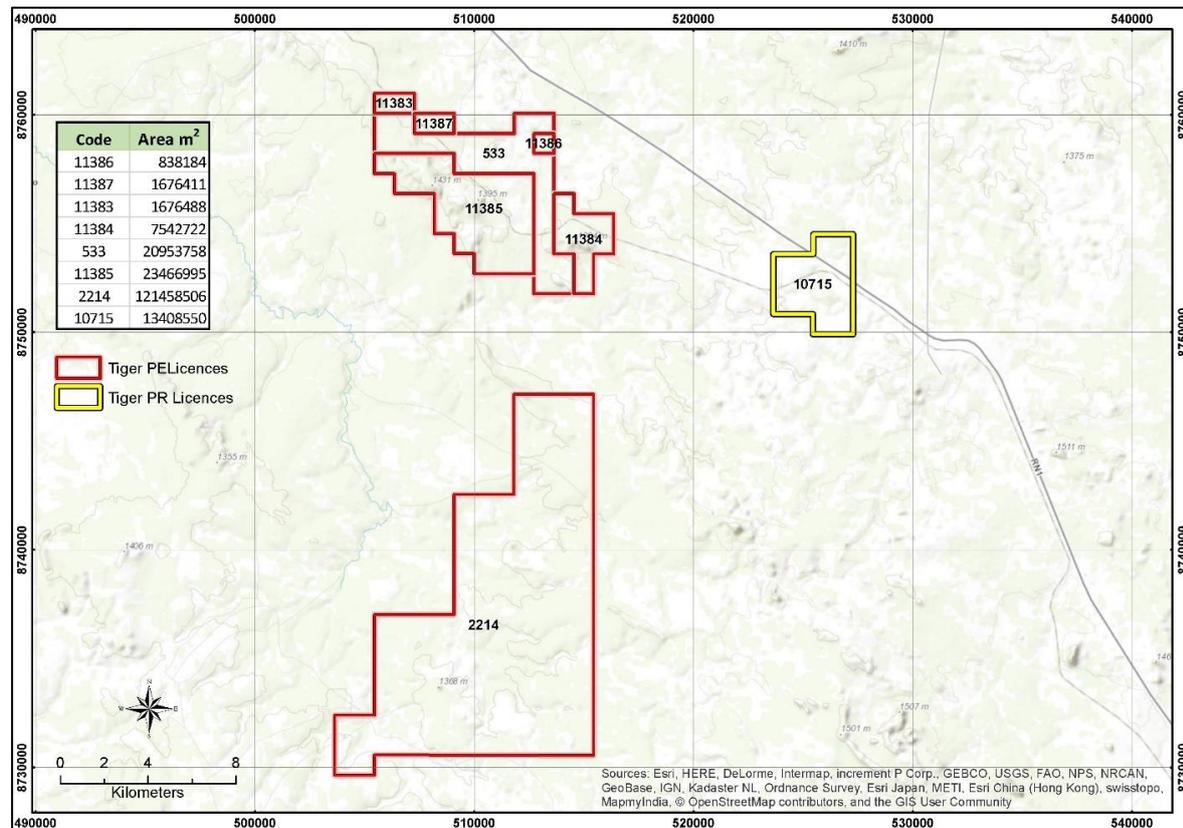 490000 500000 510000 520000 530000 540000
8760000 8760000
8750000 8750000
8740000 8740000
8730000 8730000
1410 m
1375 m
11383
11387
11386
533
1431 m
1395 m
11385
11384
10715
Code Area m²
11386 838184
11387 1676411
11383 1676488
11384 7542722
533 20953758
11385 23466995
2214 121458506
10715 13408550
Tiger PELicences
Tiger PR Licences
1355 m
1511 m
RN1
1406 m
2214
1368 m
1507 m
1501 m
N
W E
S
0 2 4 8
Kilometers
Sources: Esri, HERE, DeLorme, Intermap, increment P Corp., GEBCO, USGS, FAO, NPS, NRCAN,
GeoBase, IGN, Kadaster NL, Ordnance Survey, Esri Japan, METI, Esri China (Hong Kong), swisstopo,
MapmyIndia, © OpenStreetMap contributors, and the GIS User Community
490000 500000 510000 520000 530000 540000